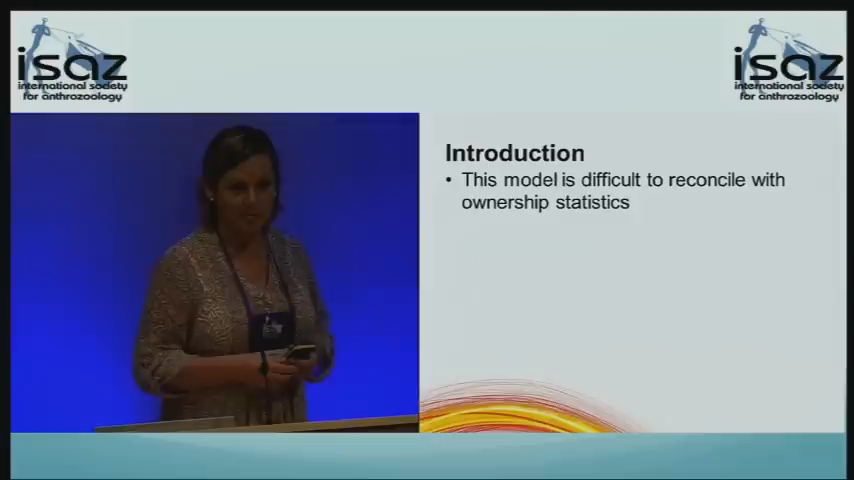 isaz
international society
for anthrozoology
isaz
international society
for anthrozoology
Introduction
• This model is difficult to reconcile with
ownership statistics